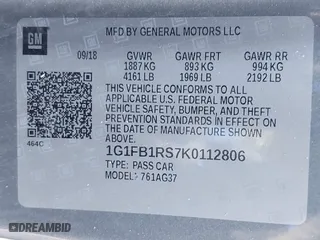 GM
MFD BY GENERAL MOTORS LLC
09/18 GVWR GAWR FRT GAWR RR
1887 KG 893 KG 994 KG
4161 LB 1969 LB 2192 LB
THIS VEHICLE CONFORMS TO ALL APPLICABLE
U.S. FEDERAL MOTOR
VEHICLE SAFETY, BUMPER, AND THEFT
PREVENTION STANDARDS IN EFFECT ON
THE DATE OF MANUFACTURE SHOWN
ABOVE.
464C
1G1FB1RS7K0112806
TYPE: PASS CAR
MODEL: 761AG37
DREAMBID